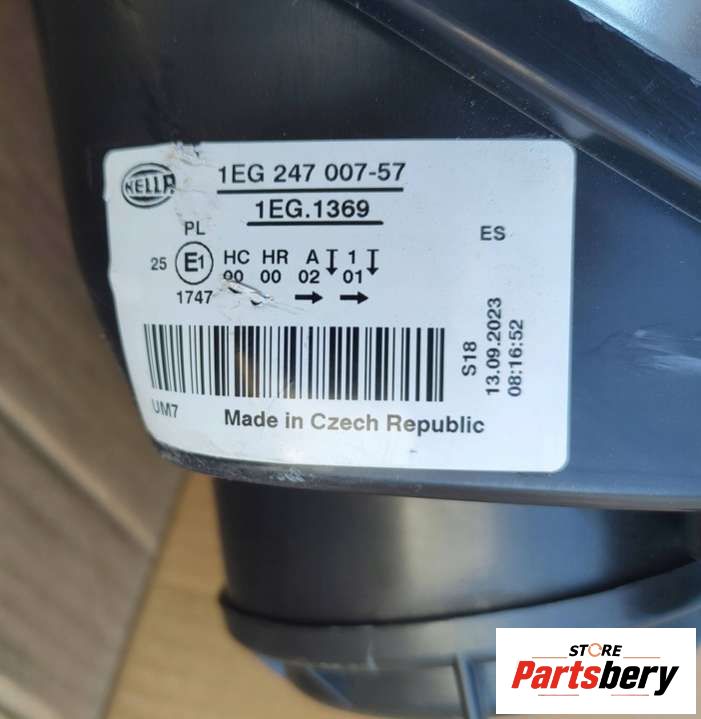 HELLA
1EG 247 007-57
1EG.1369
PL
ES
25 E1 HC HR A 1
00 00 02 01
1747
S18
13.09.2023
08:16:52
UM7
Made in Czech Republic
STORE
Partsbery